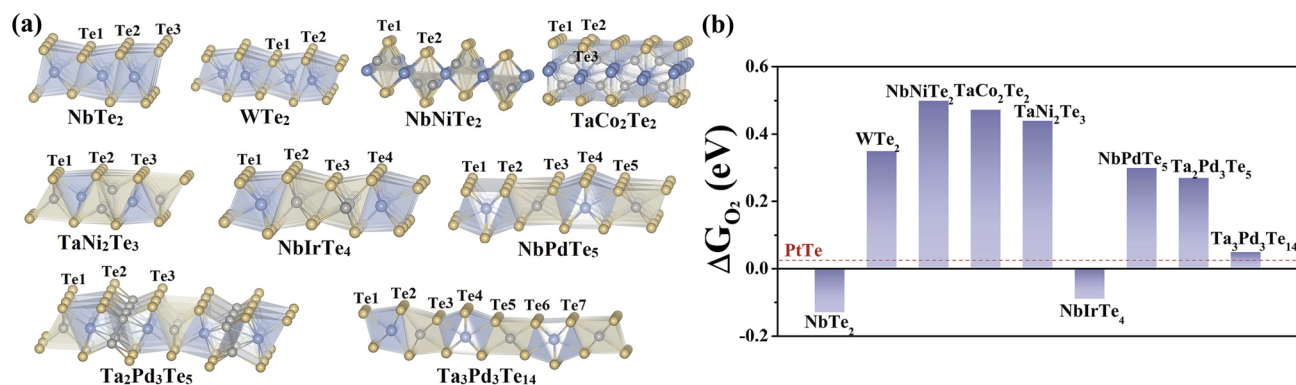 (a)
Te1 Te2 Te3
NbTe₂
Te1 Te2
WTe₂
Te1 Te2
NbNiTe₂
Te1 Te2
Te3
TaCo₂Te₂
Te1 Te2 Te3
TaNi₂Te₃
Te1 Te2 Te3 Te4
NbIrTe₄
Te1 Te2 Te3 Te4 Te5
NbPdTe₅
Te1 Te2 Te3
Ta₂Pd₃Te₅
Te1 Te2 Te3 Te4 Te5 Te6 Te7
Ta₃Pd₃Te₁₄
(b)
ΔG_O₂ (eV)
0.6
0.4
0.2
0.0
-0.2
PtTe
NbTe₂
WTe₂
NbNiTe₂
TaCo₂Te₂
TaNi₂Te₃
NbIrTe₄
NbPdTe₅
Ta₂Pd₃Te₅
Ta₃Pd₃Te₁₄